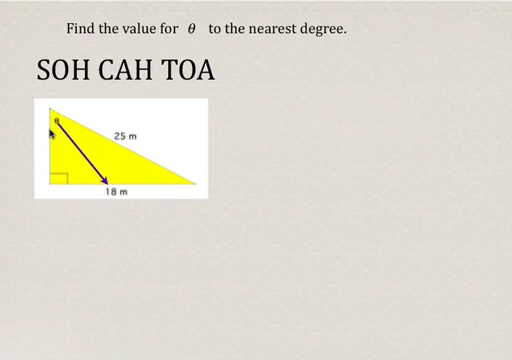 Find the value for θ to the nearest degree.
SOH CAH TOA
θ
25 m
18 m